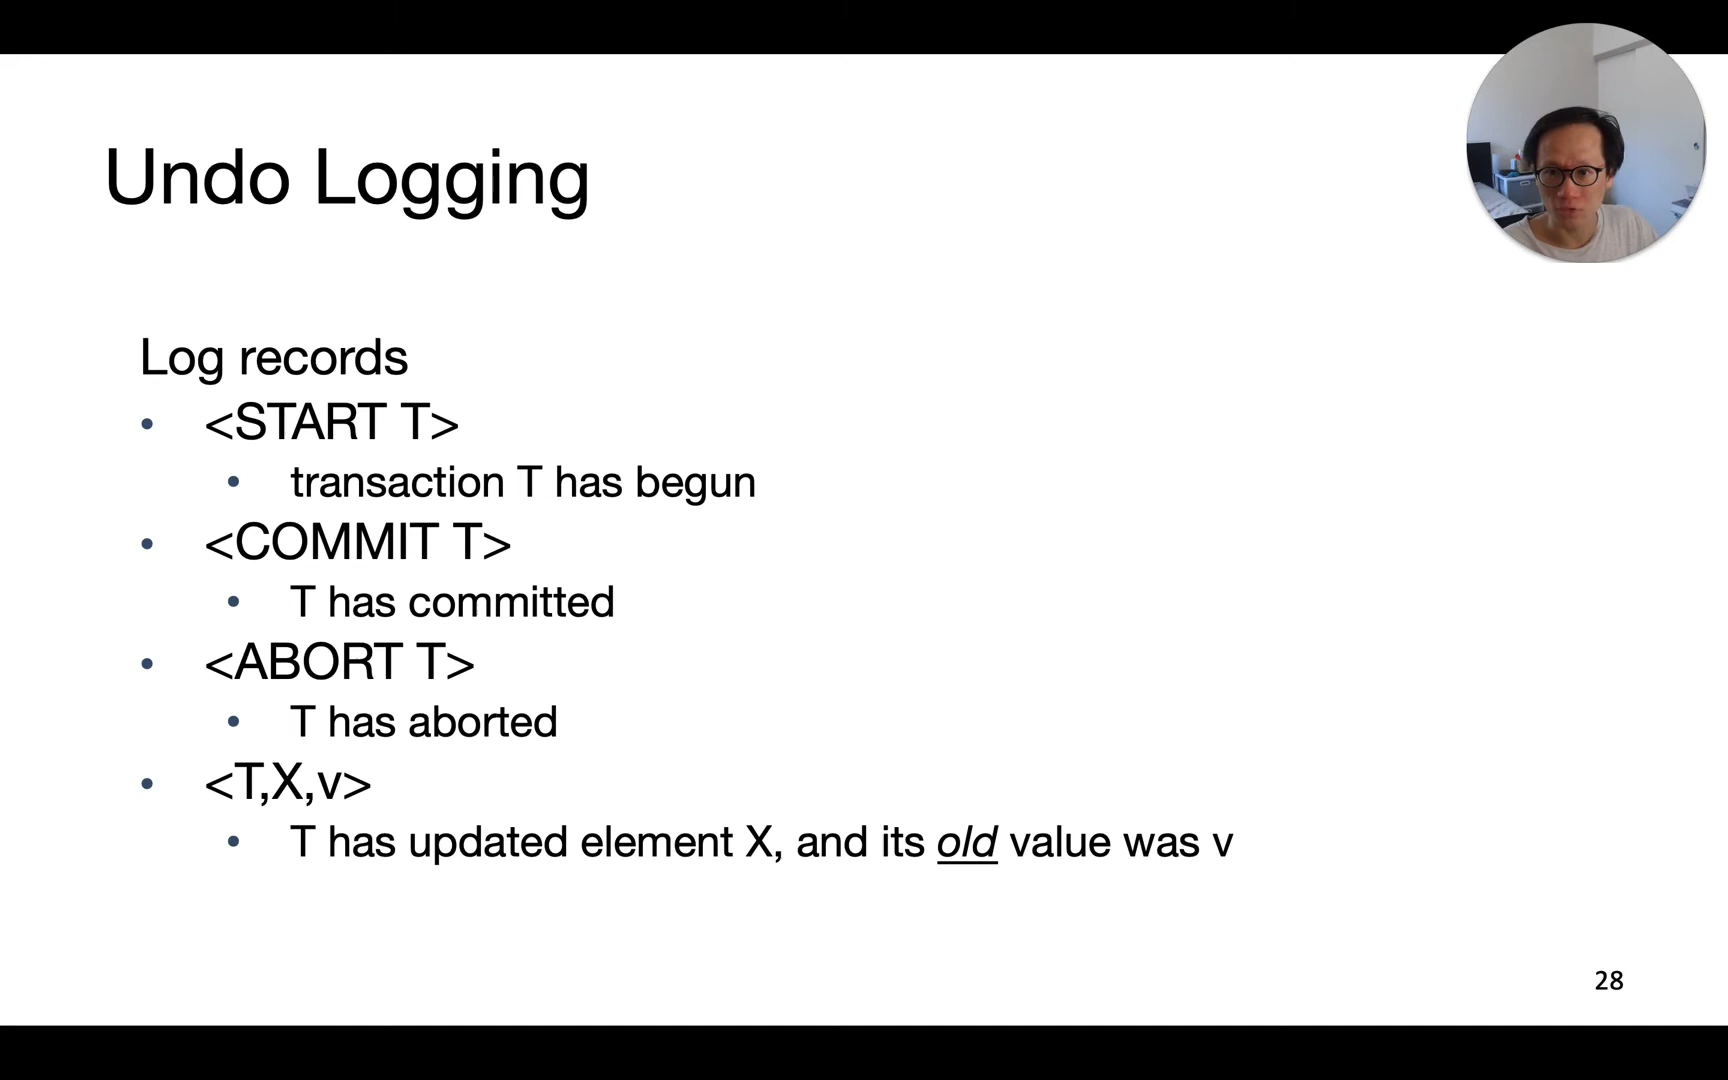 Undo Logging
Log records
• <START T>
• transaction T has begun
• <COMMIT T>
• T has committed
• <ABORT T>
• T has aborted
• <T,X,v>
• T has updated element X, and its old value was v
28